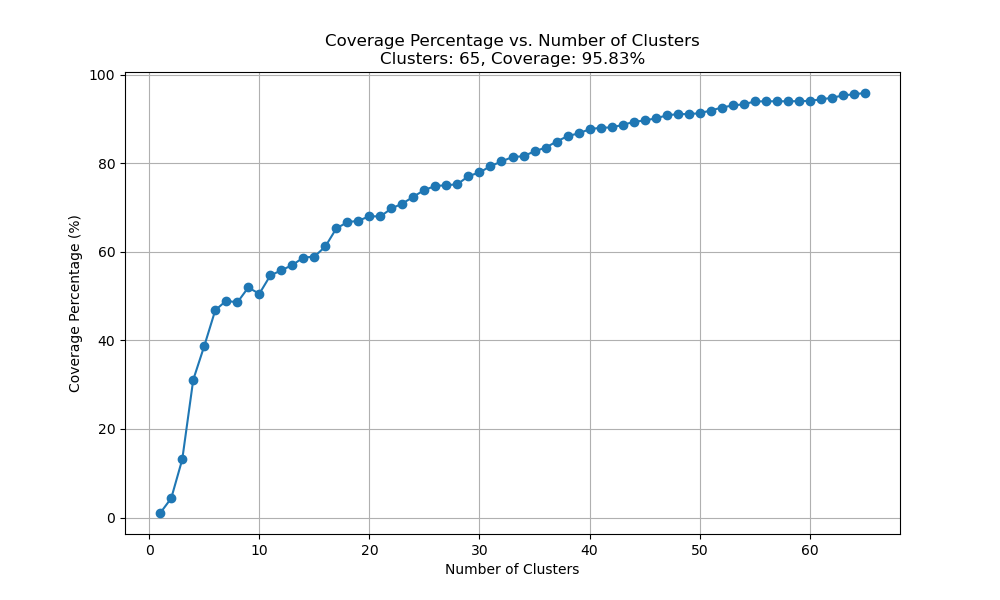 Coverage Percentage vs. Number of Clusters
Clusters: 65, Coverage: 95.83%
Coverage Percentage (%)
100
80
60
40
20
0
0 10 20 30 40 50 60
Number of Clusters